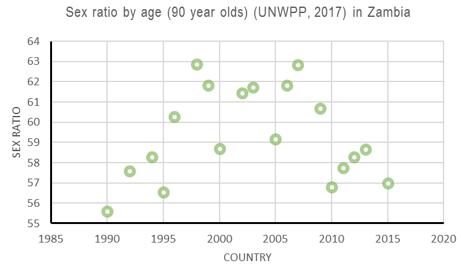 Sex ratio by age (90 year olds) (UNWPP, 2017) in Zambia
64
63
62
61
60
59
58
57
56
55
SEX RATIO
1985 1990 1995 2000 2005 2010 2015 2020
COUNTRY